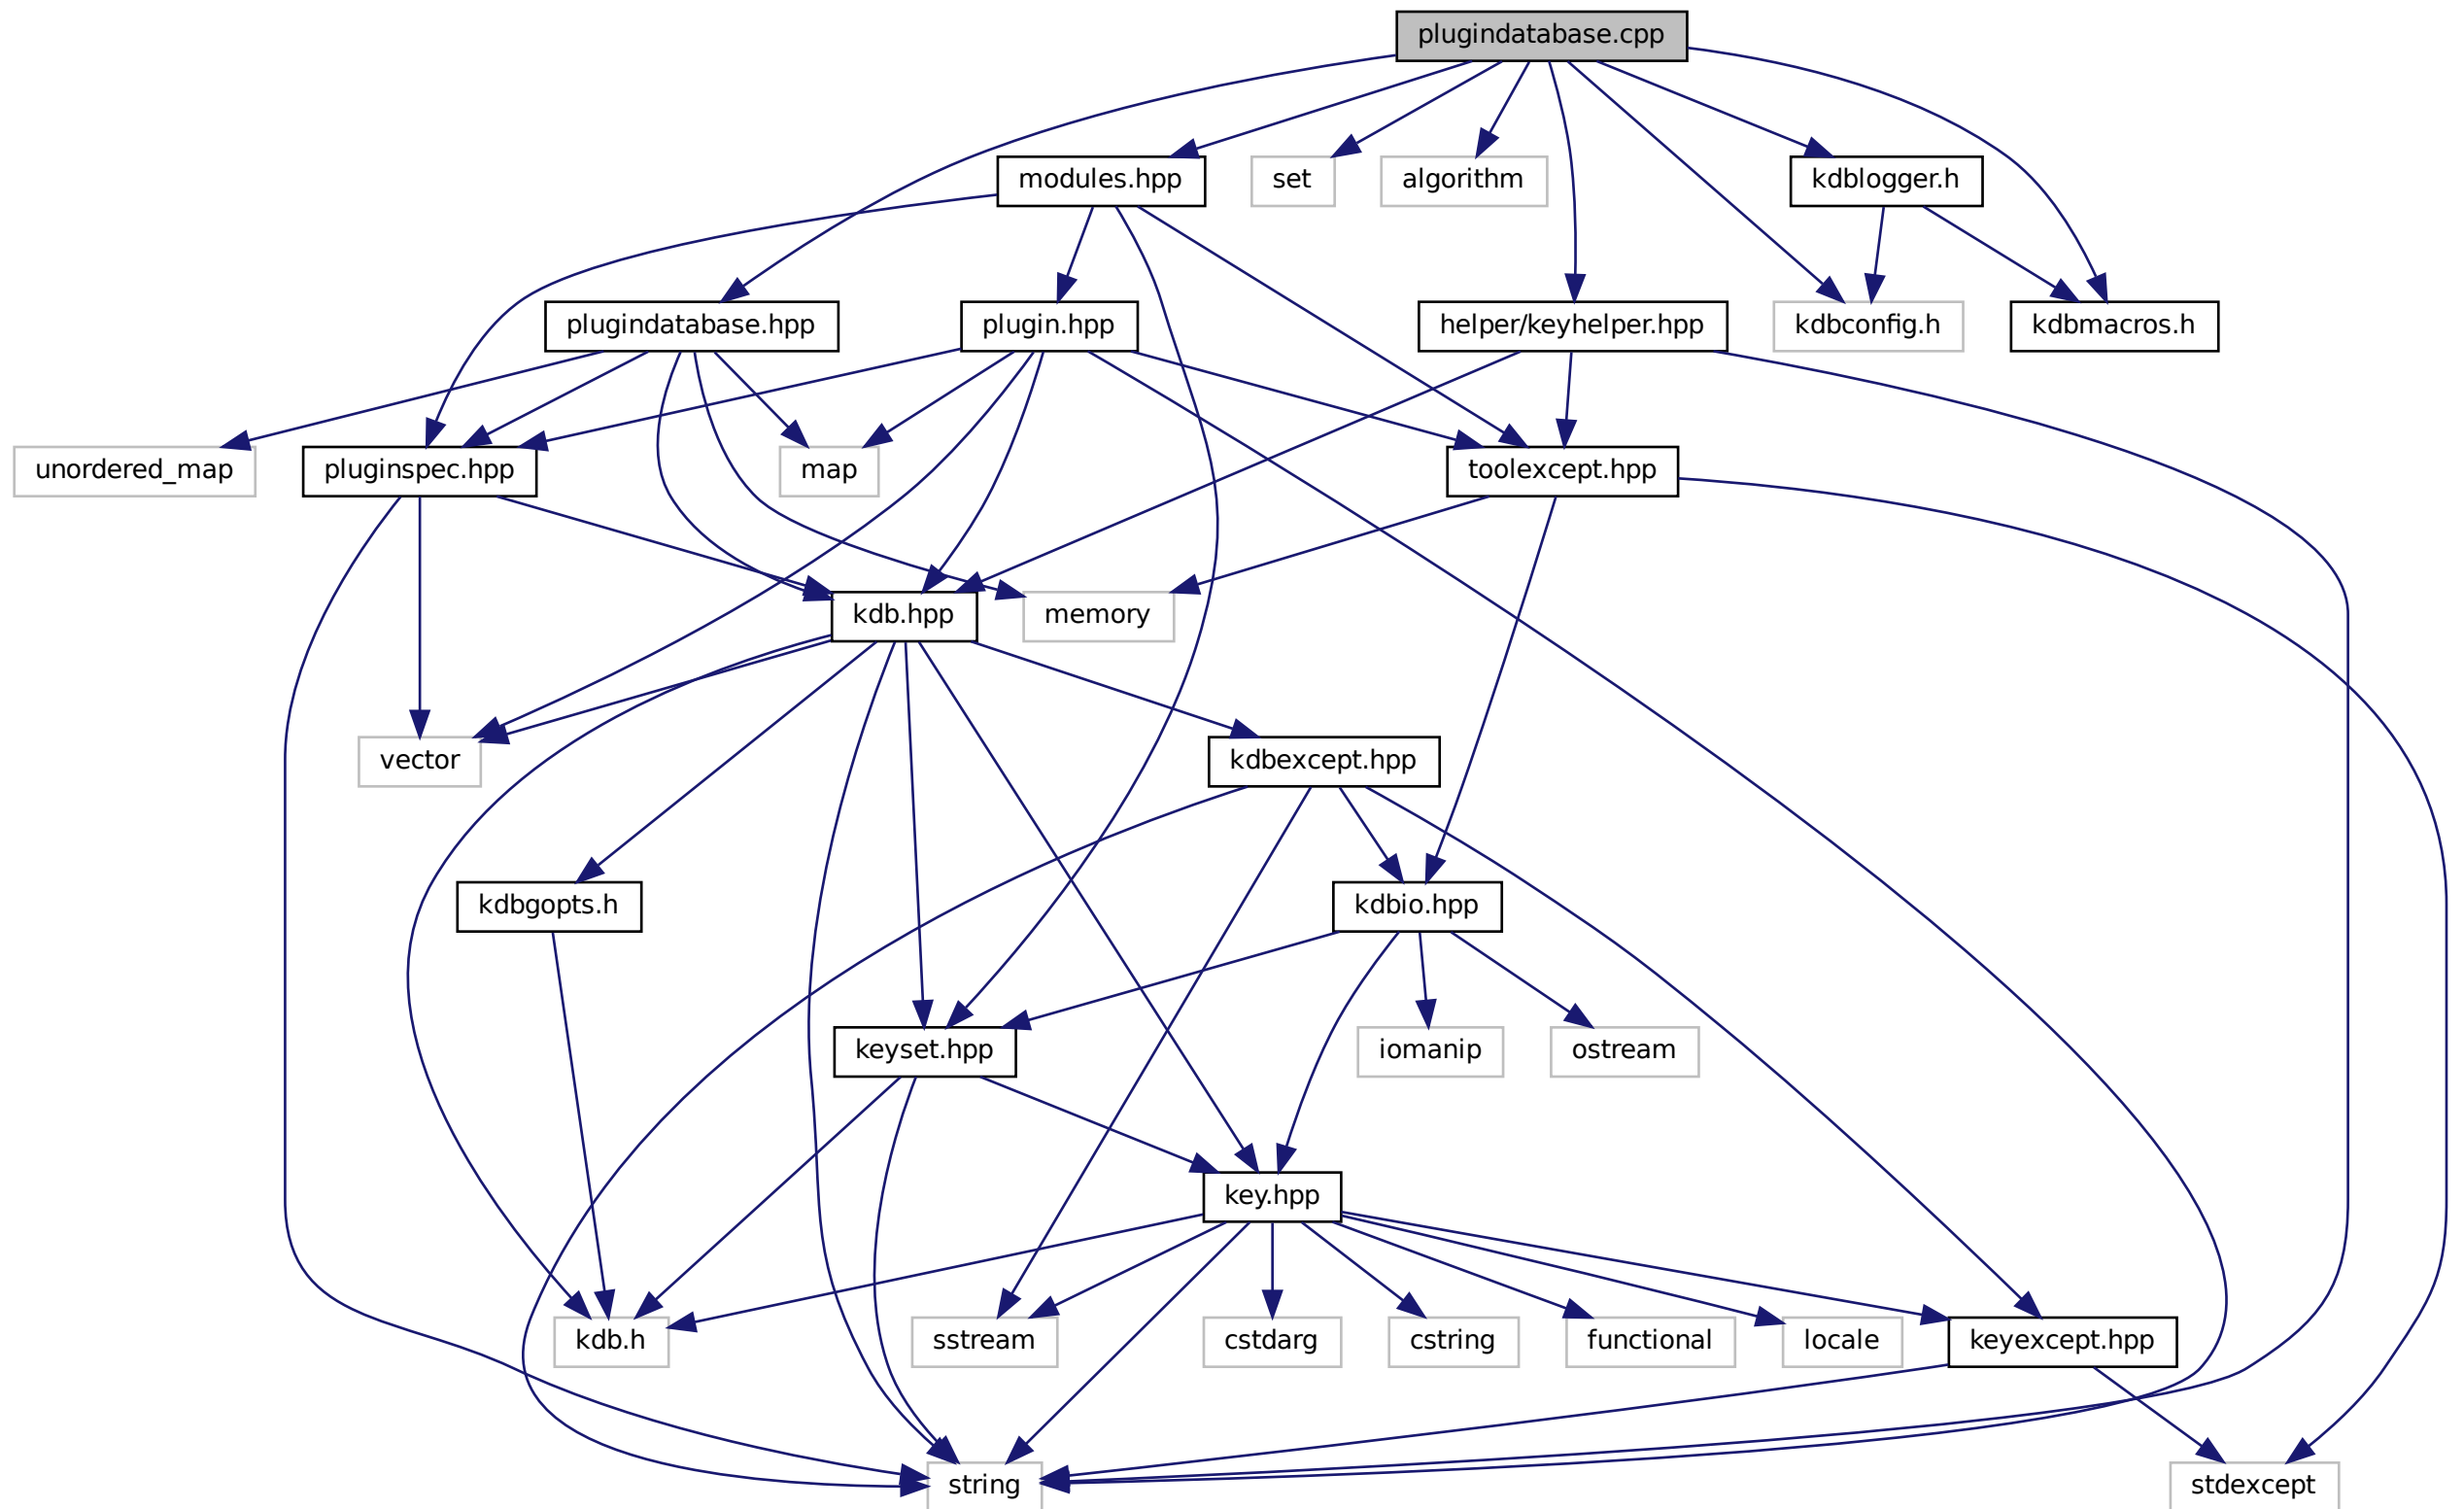 plugindatabase.cpp
modules.hpp
set
algorithm
kdblogger.h
plugindatabase.hpp
plugin.hpp
helper/keyhelper.hpp
kdbconfig.h
kdbmacros.h
unordered_map
pluginspec.hpp
map
toolexcept.hpp
kdb.hpp
memory
vector
kdbexcept.hpp
kdbgopts.h
kdbio.hpp
keyset.hpp
iomanip
ostream
key.hpp
kdb.h
sstream
cstdarg
cstring
functional
locale
keyexcept.hpp
string
stdexcept